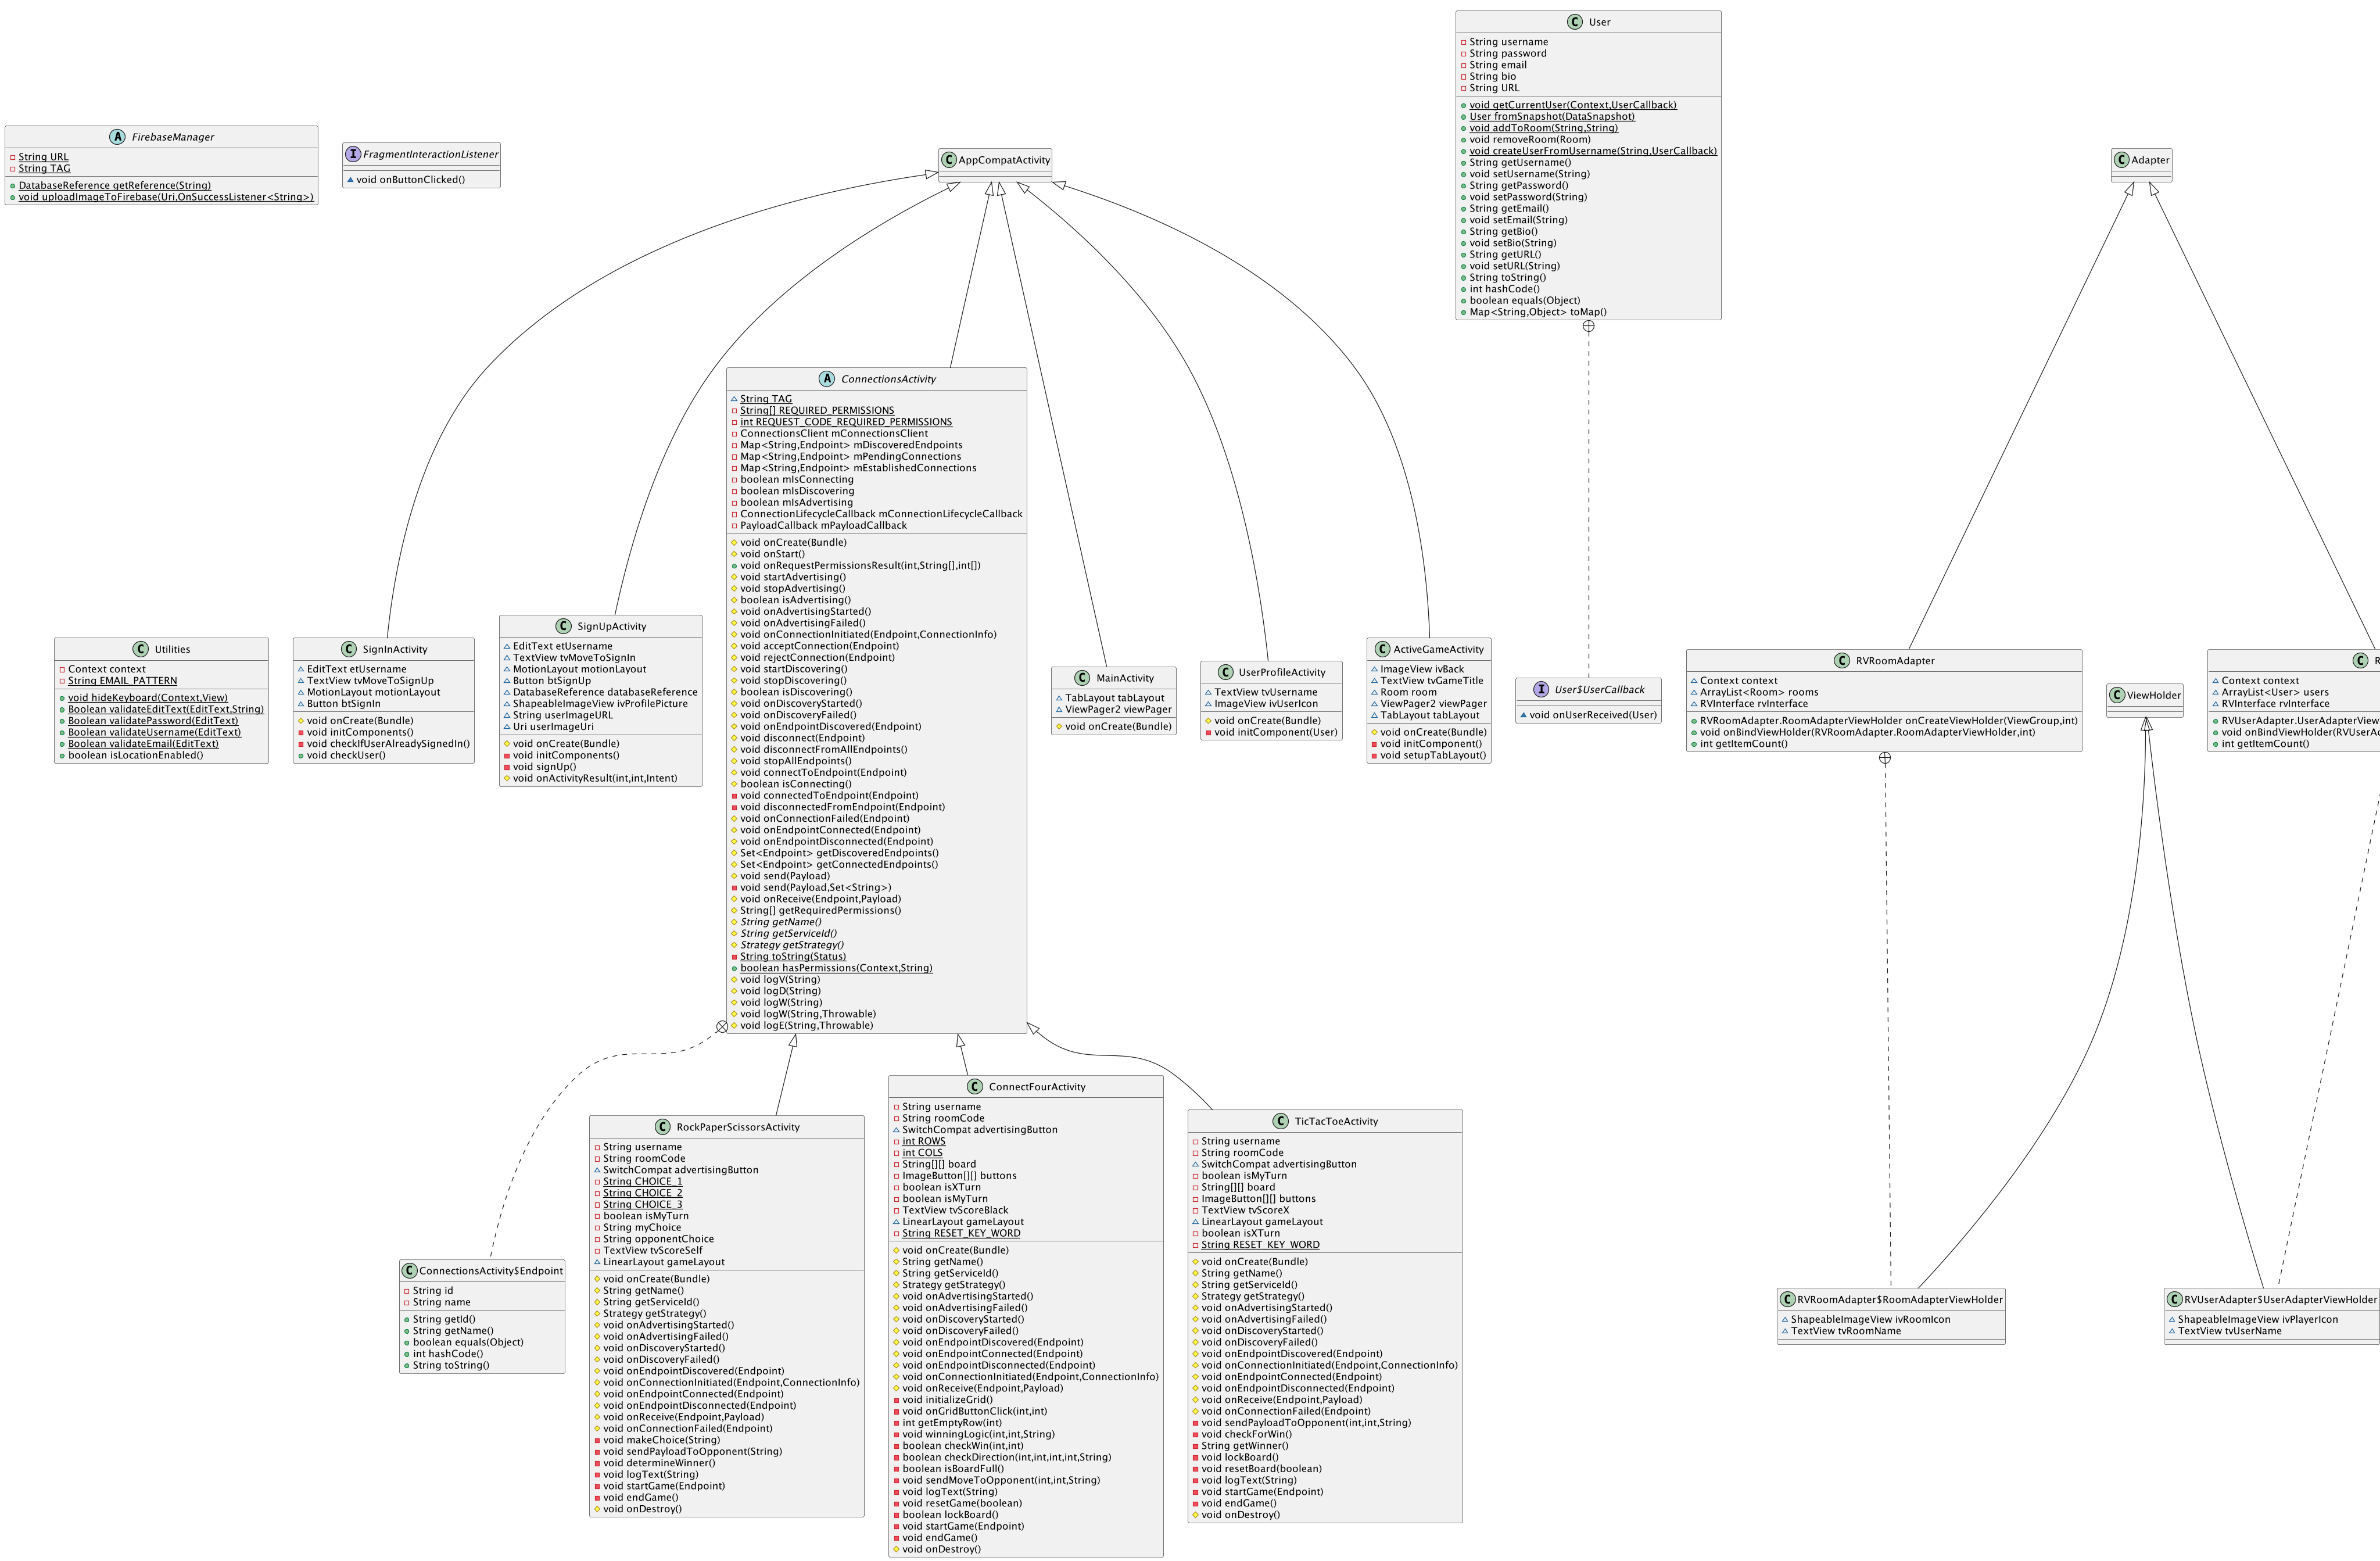 User
String username
String password
String email
String bio
String URL
void getCurrentUser(Context,UserCallback)
User fromSnapshot(DataSnapshot)
void addToRoom(String,String)
void removeRoom(Room)
void createUserFromUsername(String,UserCallback)
String getUsername()
void setUsername(String)
String getPassword()
void setPassword(String)
String getEmail()
void setEmail(String)
String getBio()
void setBio(String)
String getURL()
void setURL(String)
String toString()
int hashCode()
boolean equals(Object)
Map<String,Object> toMap()
FirebaseManager
String URL
String TAG
DatabaseReference getReference(String)
void uploadImageToFirebase(Uri,OnSuccessListener<String>)
FragmentInteractionListener
void onButtonClicked()
AppCompatActivity
Adapter
ConnectionsActivity
String TAG
String[] REQUIRED_PERMISSIONS
int REQUEST_CODE_REQUIRED_PERMISSIONS
ConnectionsClient mConnectionsClient
Map<String,Endpoint> mDiscoveredEndpoints
Map<String,Endpoint> mPendingConnections
Map<String,Endpoint> mEstablishedConnections
boolean mIsConnecting
boolean mIsDiscovering
boolean mIsAdvertising
ConnectionLifecycleCallback mConnectionLifecycleCallback
PayloadCallback mPayloadCallback
void onCreate(Bundle)
void onStart()
void onRequestPermissionsResult(int,String[],int[])
void startAdvertising()
void stopAdvertising()
boolean isAdvertising()
void onAdvertisingStarted()
void onAdvertisingFailed()
void onConnectionInitiated(Endpoint,ConnectionInfo)
void acceptConnection(Endpoint)
void rejectConnection(Endpoint)
void startDiscovering()
void stopDiscovering()
boolean isDiscovering()
void onDiscoveryStarted()
void onDiscoveryFailed()
void onEndpointDiscovered(Endpoint)
void disconnect(Endpoint)
void disconnectFromAllEndpoints()
void stopAllEndpoints()
void connectToEndpoint(Endpoint)
boolean isConnecting()
void connectedToEndpoint(Endpoint)
void disconnectedFromEndpoint(Endpoint)
void onConnectionFailed(Endpoint)
void onEndpointConnected(Endpoint)
void onEndpointDisconnected(Endpoint)
Set<Endpoint> getDiscoveredEndpoints()
Set<Endpoint> getConnectedEndpoints()
void send(Payload)
void send(Payload,Set<String>)
void onReceive(Endpoint,Payload)
String[] getRequiredPermissions()
String getName()
String getServiceId()
Strategy getStrategy()
String toString(Status)
boolean hasPermissions(Context,String)
void logV(String)
void logD(String)
void logW(String)
void logW(String,Throwable)
void logE(String,Throwable)
Utilities
Context context
String EMAIL_PATTERN
void hideKeyboard(Context,View)
Boolean validateEditText(EditText,String)
Boolean validatePassword(EditText)
Boolean validateUsername(EditText)
Boolean validateEmail(EditText)
boolean isLocationEnabled()
SignInActivity
EditText etUsername
TextView tvMoveToSignUp
MotionLayout motionLayout
Button btSignIn
void onCreate(Bundle)
void initComponents()
void checkIfUserAlreadySignedIn()
void checkUser()
SignUpActivity
EditText etUsername
TextView tvMoveToSignIn
MotionLayout motionLayout
Button btSignUp
DatabaseReference databaseReference
ShapeableImageView ivProfilePicture
String userImageURL
Uri userImageUri
void onCreate(Bundle)
void initComponents()
void signUp()
void onActivityResult(int,int,Intent)
MainActivity
TabLayout tabLayout
ViewPager2 viewPager
void onCreate(Bundle)
UserProfileActivity
TextView tvUsername
ImageView ivUserIcon
void onCreate(Bundle)
void initComponent(User)
ActiveGameActivity
ImageView ivBack
TextView tvGameTitle
Room room
ViewPager2 viewPager
TabLayout tabLayout
void onCreate(Bundle)
void initComponent()
void setupTabLayout()
User$UserCallback
void onUserReceived(User)
RVRoomAdapter
Context context
ArrayList<Room> rooms
RVInterface rvInterface
RVRoomAdapter.RoomAdapterViewHolder onCreateViewHolder(ViewGroup,int)
void onBindViewHolder(RVRoomAdapter.RoomAdapterViewHolder,int)
int getItemCount()
ViewHolder
Context context
ArrayList<User> users
RVInterface rvInterface
RVUserAdapter.UserAdapterView
void onBindViewHolder(RVUserAd
int getItemCount()
ConnectionsActivity$Endpoint
String id
String name
String getId()
String getName()
boolean equals(Object)
int hashCode()
String toString()
RockPaperScissorsActivity
String username
String roomCode
SwitchCompat advertisingButton
String CHOICE_1
String CHOICE_2
String CHOICE_3
boolean isMyTurn
String myChoice
String opponentChoice
TextView tvScoreSelf
LinearLayout gameLayout
void onCreate(Bundle)
String getName()
String getServiceId()
Strategy getStrategy()
void onAdvertisingStarted()
void onAdvertisingFailed()
void onDiscoveryStarted()
void onDiscoveryFailed()
void onEndpointDiscovered(Endpoint)
void onConnectionInitiated(Endpoint,ConnectionInfo)
void onEndpointConnected(Endpoint)
void onEndpointDisconnected(Endpoint)
void onReceive(Endpoint,Payload)
void onConnectionFailed(Endpoint)
void makeChoice(String)
void sendPayloadToOpponent(String)
void determineWinner()
void logText(String)
void startGame(Endpoint)
void endGame()
void onDestroy()
ConnectFourActivity
String username
String roomCode
SwitchCompat advertisingButton
int ROWS
int COLS
String[][] board
ImageButton[][] buttons
boolean isXTurn
boolean isMyTurn
TextView tvScoreBlack
LinearLayout gameLayout
String RESET_KEY_WORD
void onCreate(Bundle)
String getName()
String getServiceId()
Strategy getStrategy()
void onAdvertisingStarted()
void onAdvertisingFailed()
void onDiscoveryStarted()
void onDiscoveryFailed()
void onEndpointDiscovered(Endpoint)
void onEndpointConnected(Endpoint)
void onEndpointDisconnected(Endpoint)
void onConnectionInitiated(Endpoint,ConnectionInfo)
void onReceive(Endpoint,Payload)
void initializeGrid()
void onGridButtonClick(int,int)
int getEmptyRow(int)
void winningLogic(int,int,String)
boolean checkWin(int,int)
boolean checkDirection(int,int,int,int,String)
boolean isBoardFull()
void sendMoveToOpponent(int,int,String)
void logText(String)
void resetGame(boolean)
boolean lockBoard()
void startGame(Endpoint)
void endGame()
void onDestroy()
TicTacToeActivity
String username
String roomCode
SwitchCompat advertisingButton
boolean isMyTurn
String[][] board
ImageButton[][] buttons
TextView tvScoreX
LinearLayout gameLayout
boolean isXTurn
String RESET_KEY_WORD
void onCreate(Bundle)
String getName()
String getServiceId()
Strategy getStrategy()
void onAdvertisingStarted()
void onAdvertisingFailed()
void onDiscoveryStarted()
void onDiscoveryFailed()
void onEndpointDiscovered(Endpoint)
void onConnectionInitiated(Endpoint,ConnectionInfo)
void onEndpointConnected(Endpoint)
void onEndpointDisconnected(Endpoint)
void onReceive(Endpoint,Payload)
void onConnectionFailed(Endpoint)
void sendPayloadToOpponent(int,int,String)
void checkForWin()
String getWinner()
void lockBoard()
void resetBoard(boolean)
void logText(String)
void startGame(Endpoint)
void endGame()
void onDestroy()
RVRoomAdapter$RoomAdapterViewHolder
ShapeableImageView ivRoomIcon
TextView tvRoomName
RVUserAdapter$UserAdapterViewHolder
ShapeableImageView ivPlayerIcon
TextView tvUserName